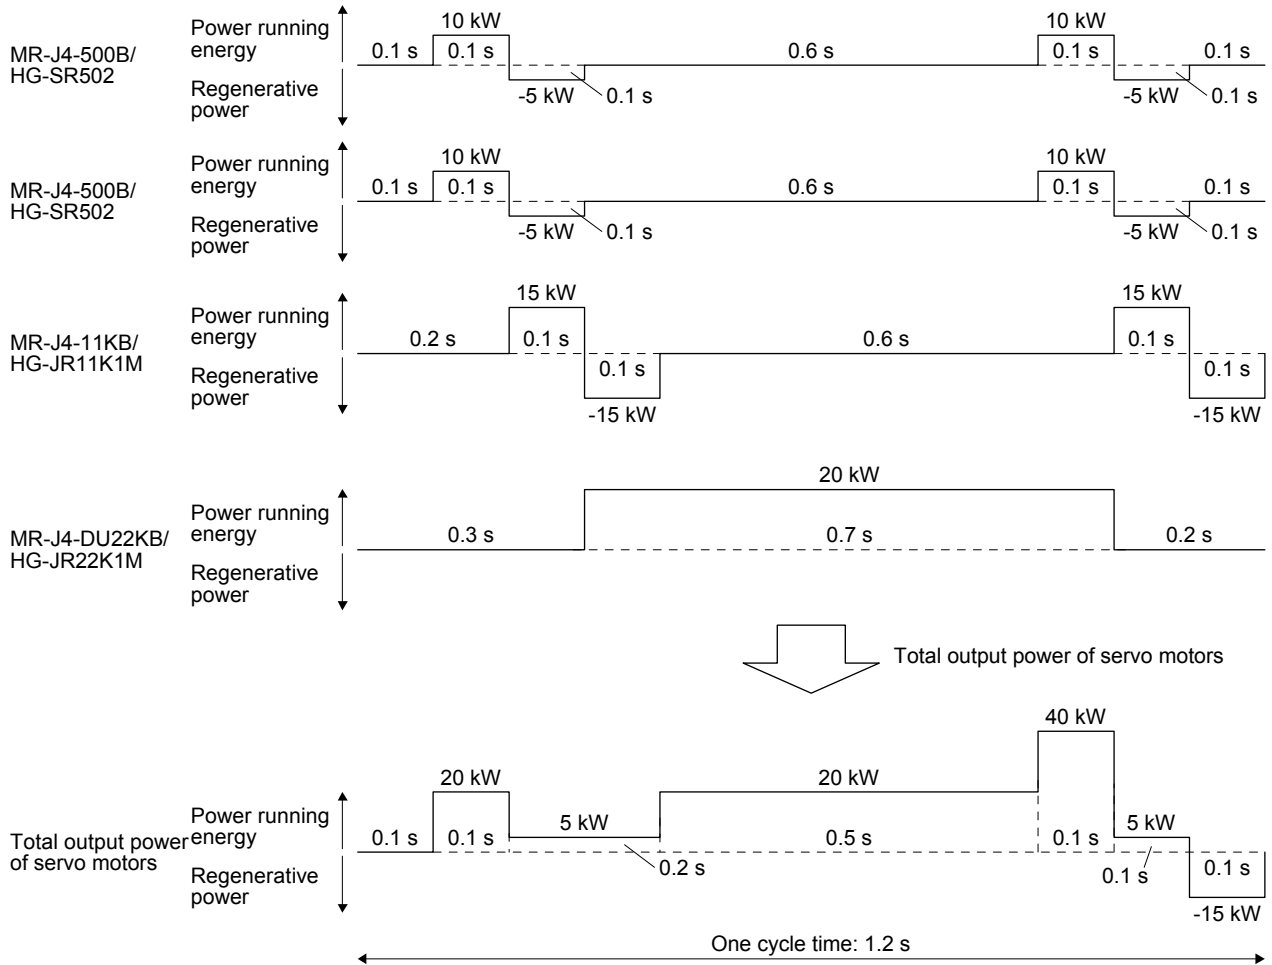 MR-J4-500B/
HG-SR502
Power running
energy
Regenerative
power
0.1 s
10 kW
0.1 s
-5 kW
0.1 s
0.6 s
10 kW
0.1 s
-5 kW
0.1 s
0.1 s
MR-J4-500B/
HG-SR502
Power running
energy
Regenerative
power
0.1 s
10 kW
0.1 s
-5 kW
0.1 s
0.6 s
10 kW
0.1 s
-5 kW
0.1 s
0.1 s
MR-J4-11KB/
HG-JR11K1M
Power running
energy
Regenerative
power
0.2 s
15 kW
0.1 s
0.1 s
-15 kW
0.6 s
15 kW
0.1 s
0.1 s
-15 kW
MR-J4-DU22KB/
HG-JR22K1M
Power running
energy
Regenerative
power
0.3 s
20 kW
0.7 s
0.2 s
Total output power of servo motors
Total output power
of servo motors
Power running
energy
Regenerative
power
0.1 s
20 kW
0.1 s
5 kW
0.2 s
20 kW
0.5 s
40 kW
0.1 s
5 kW
0.1 s
0.1 s
-15 kW
One cycle time: 1.2 s